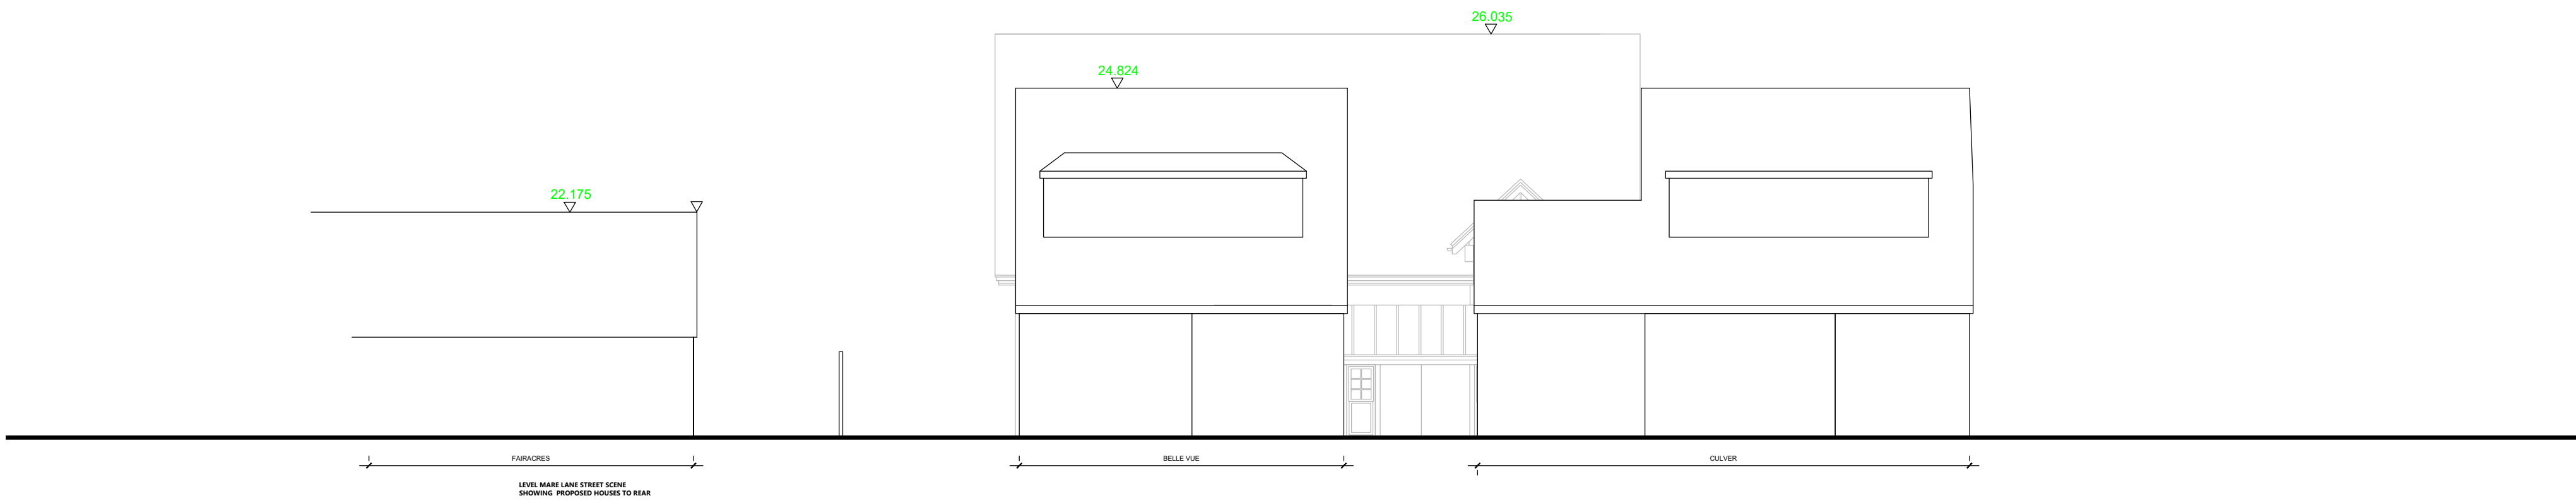 26.035
24.824
22.175
FAIRACRES
BELLE VUE
CULVER
LEVEL MARE LANE STREET SCENE
SHOWING PROPOSED HOUSES TO REAR